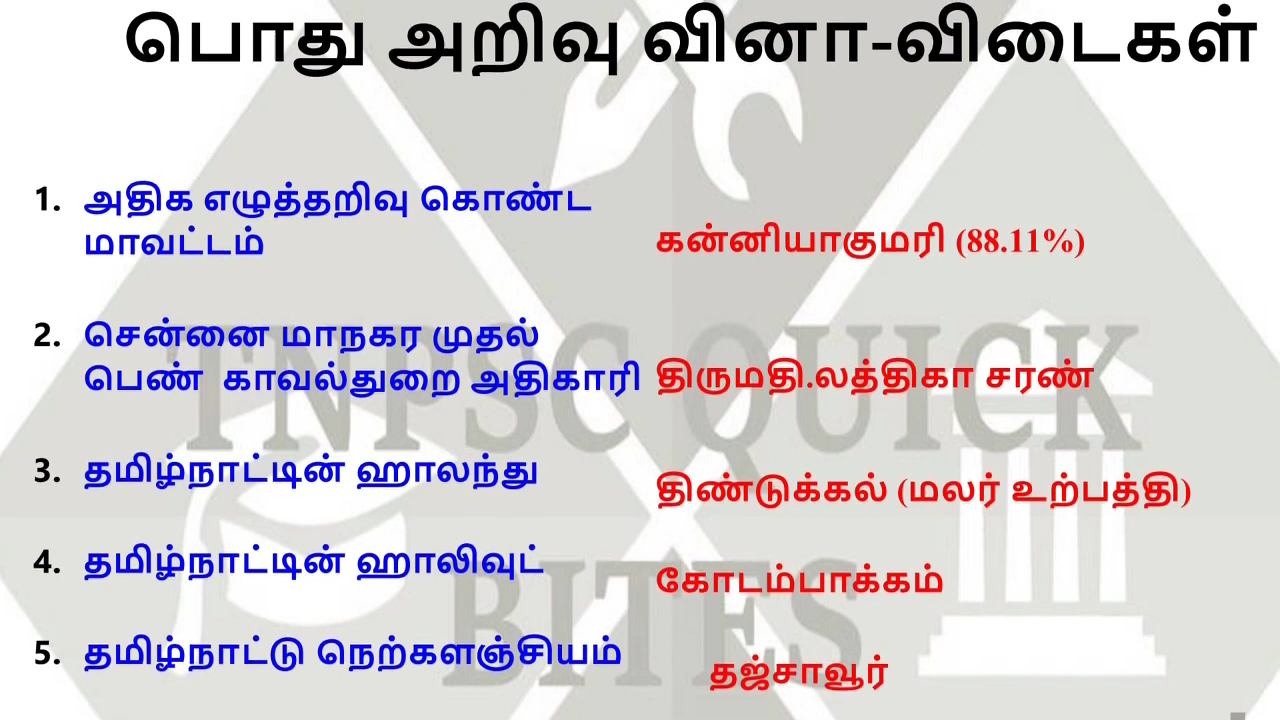 பொது அறிவு வினா-விடைகள்
1. அதிக எழுத்தறிவு கொண்ட
மாவட்டம்
கன்னியாகுமரி (88.11%)
2. சென்னை மாநகர முதல்
பெண் காவல்துறை அதிகாரி
திருமதி.லத்திகா சரண்
3. தமிழ்நாட்டின் ஹாலந்து
திண்டுக்கல் (மலர் உற்பத்தி)
4. தமிழ்நாட்டின் ஹாலிவுட்
கோடம்பாக்கம்
5. தமிழ்நாட்டு நெற்களஞ்சியம்
தஜ்சாவூர்
TNPSC QUICK
BITES